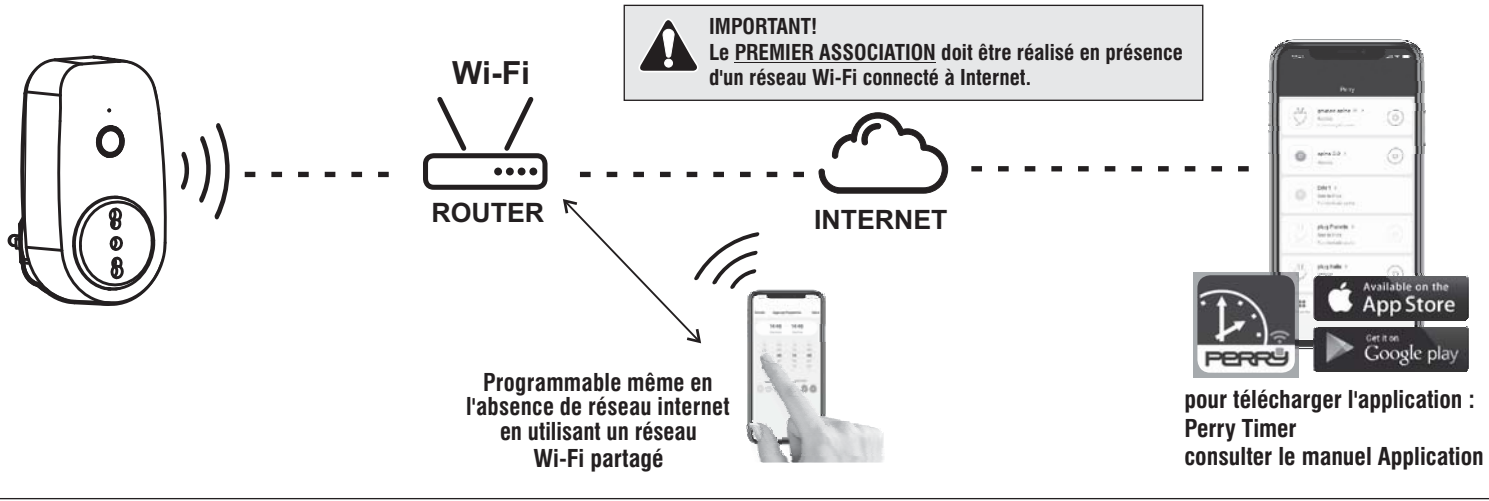 IMPORTANT!
Le PREMIER ASSOCIATION doit être réalisé en présence
d'un réseau Wi-Fi connecté à Internet.
Wi-Fi
ROUTER
INTERNET
Perry
Programmable même en
l'absence de réseau internet
en utilisant un réseau
Wi-Fi partagé
PERRY
Available on the
App Store
Get it on
Google play
pour télécharger l'application :
Perry Timer
consulter le manuel Application